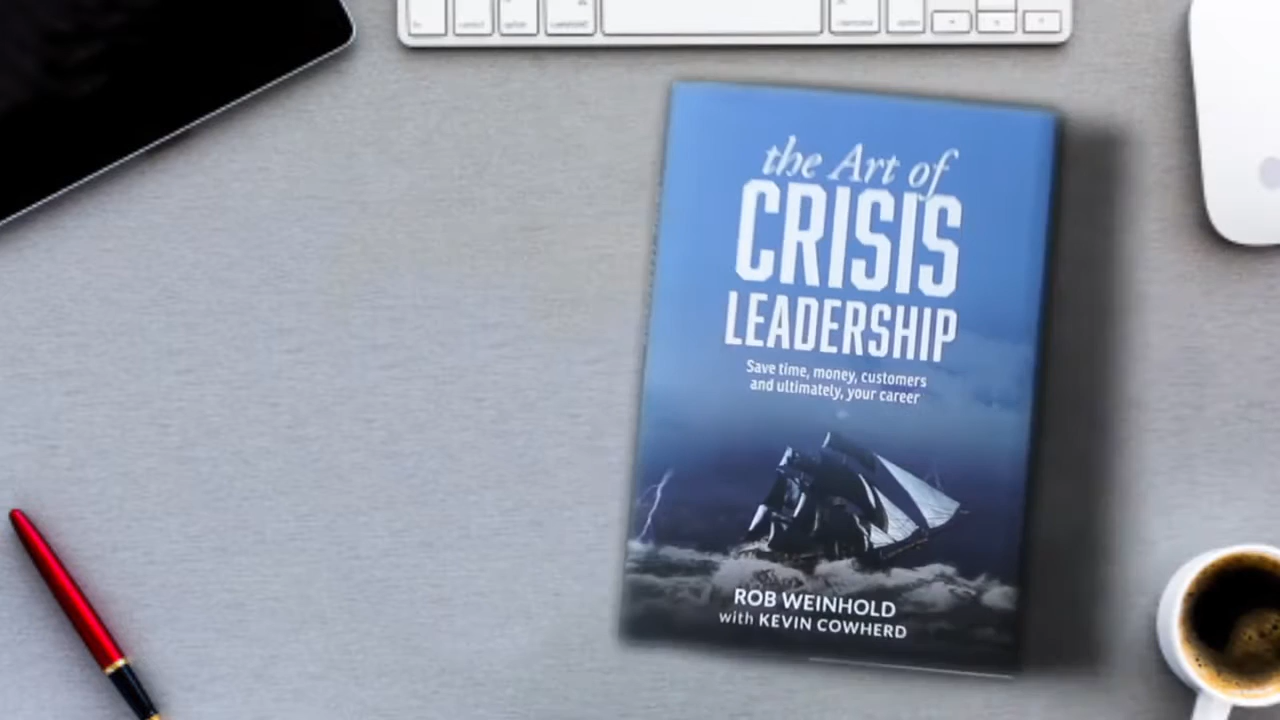 the Art of
CRISIS
LEADERSHIP
Save time, money, customers
and ultimately, your career
ROB WEINHOLD
with KEVIN COWHERD